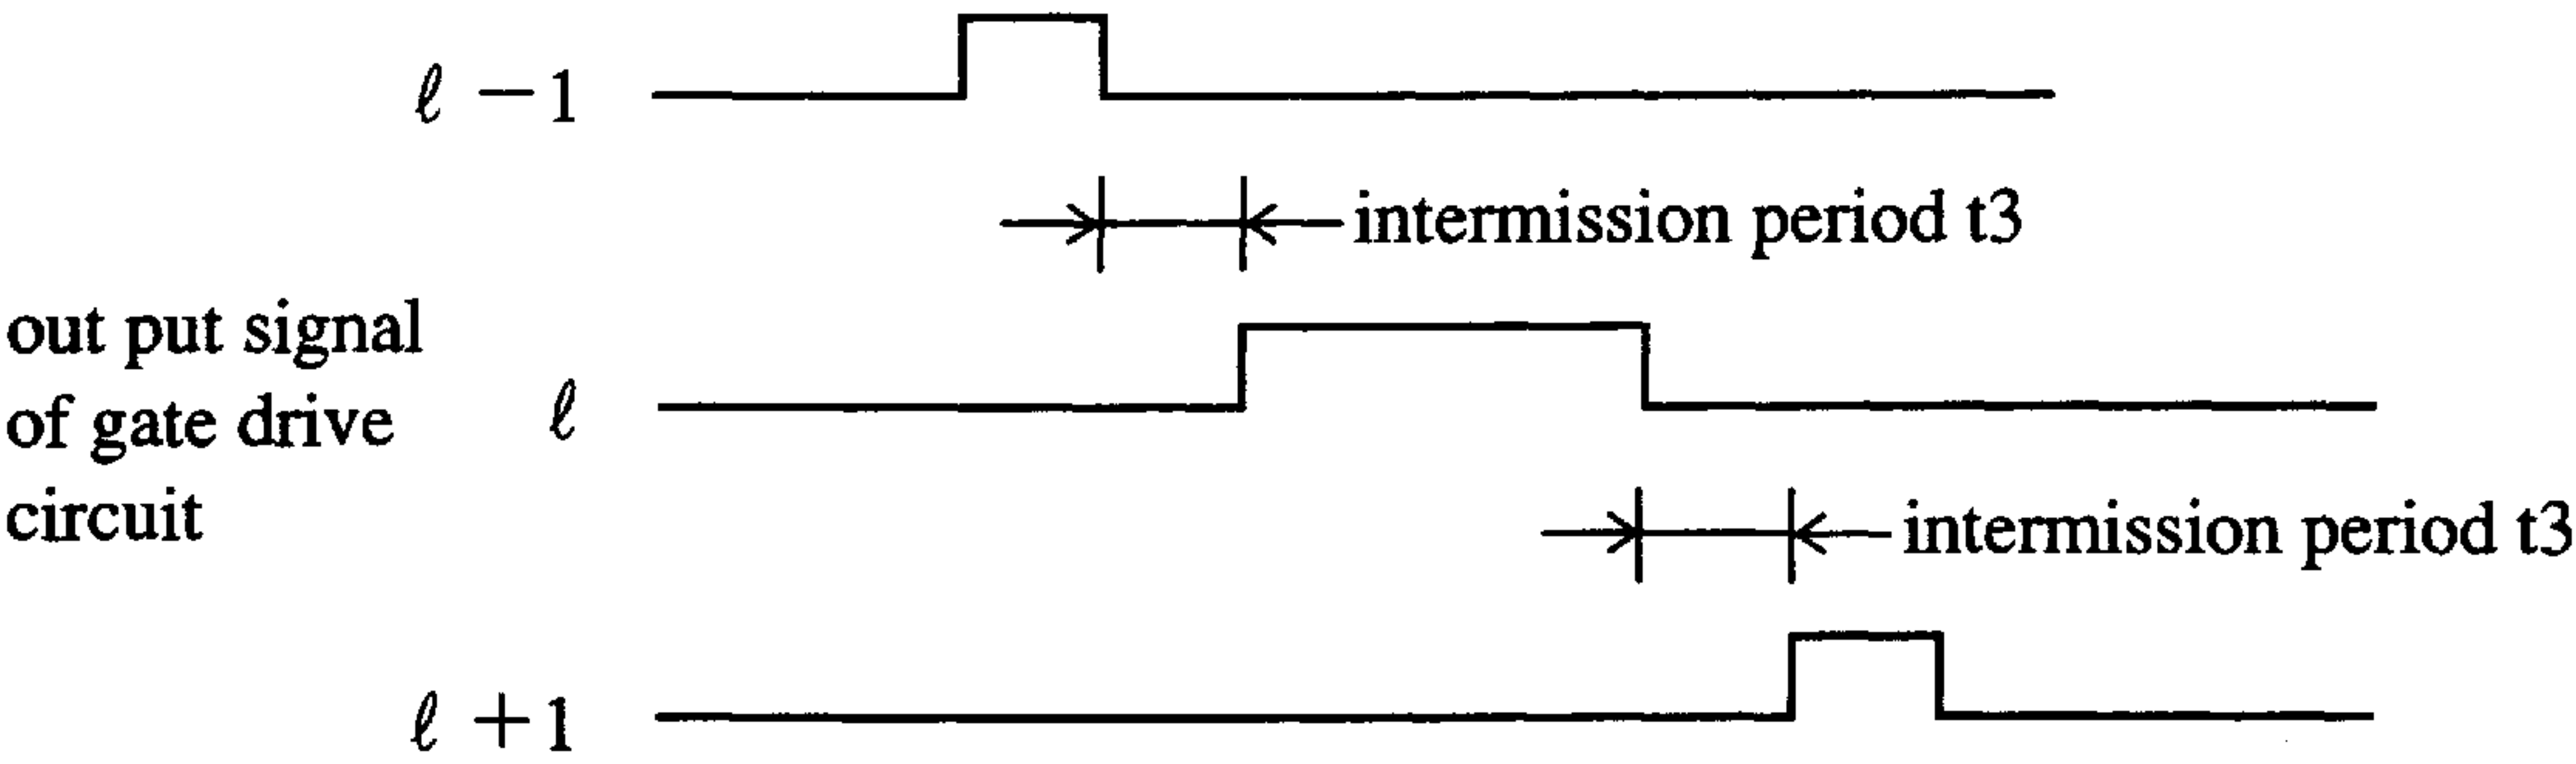 ℓ −1
intermission period t3
out put signal
of gate drive
circuit
ℓ
intermission period t3
ℓ +1